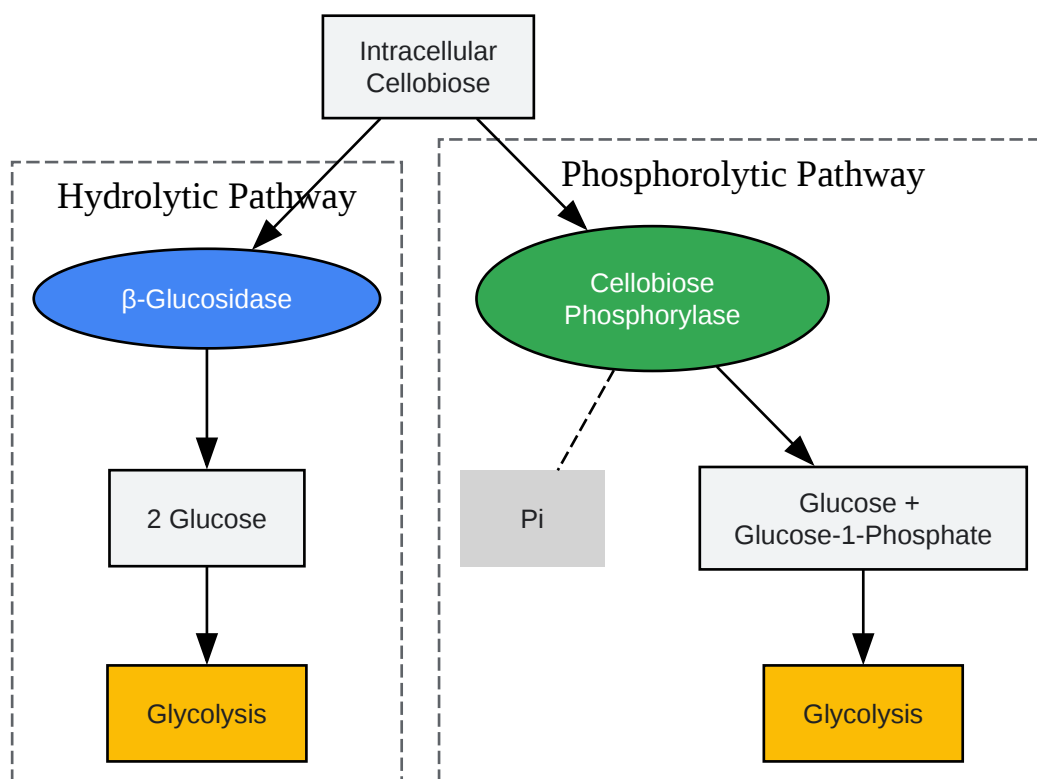 Intracellular
Cellobiose
Hydrolytic Pathway
Phosphorolytic Pathway
β-Glucosidase
Cellobiose
Phosphorylase
2 Glucose
Pi
Glucose +
Glucose-1-Phosphate
Glycolysis
Glycolysis